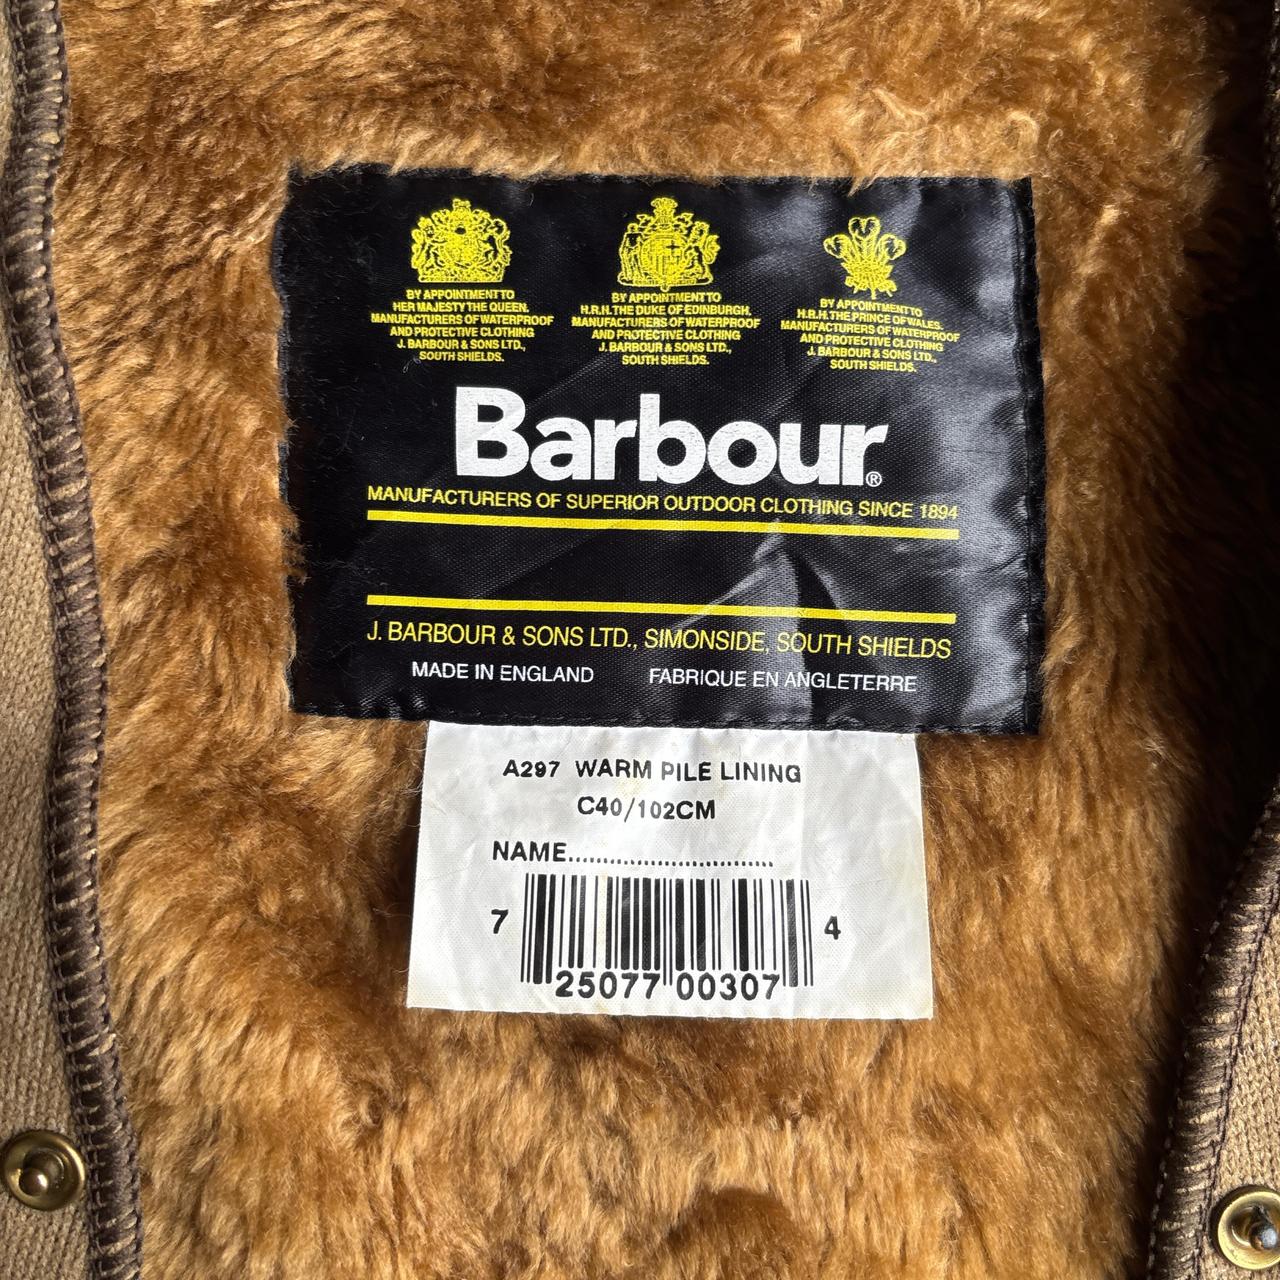 BY APPOINTMENT TO
HER MAJESTY THE QUEEN.
MANUFACTURERS OF WATERPROOF
AND PROTECTIVE CLOTHING
J. BARBOUR & SONS LTD.,
SOUTH SHIELDS.
BY APPOINTMENT TO
H.R.H. THE DUKE OF EDINBURGH.
MANUFACTURERS OF WATERPROOF
AND PROTECTIVE CLOTHING
J. BARBOUR & SONS LTD.,
SOUTH SHIELDS.
BY APPOINTMENT TO
H.R.H. THE PRINCE OF WALES.
MANUFACTURERS OF WATERPROOF
AND PROTECTIVE CLOTHING
J. BARBOUR & SONS LTD.,
SOUTH SHIELDS.
Barbour®
MANUFACTURERS OF SUPERIOR OUTDOOR CLOTHING SINCE 1894
J. BARBOUR & SONS LTD., SIMONSIDE, SOUTH SHIELDS
MADE IN ENGLAND FABRIQUE EN ANGLETERRE
A297 WARM PILE LINING
C40/102CM
NAME.............................
7 25077 00307 4